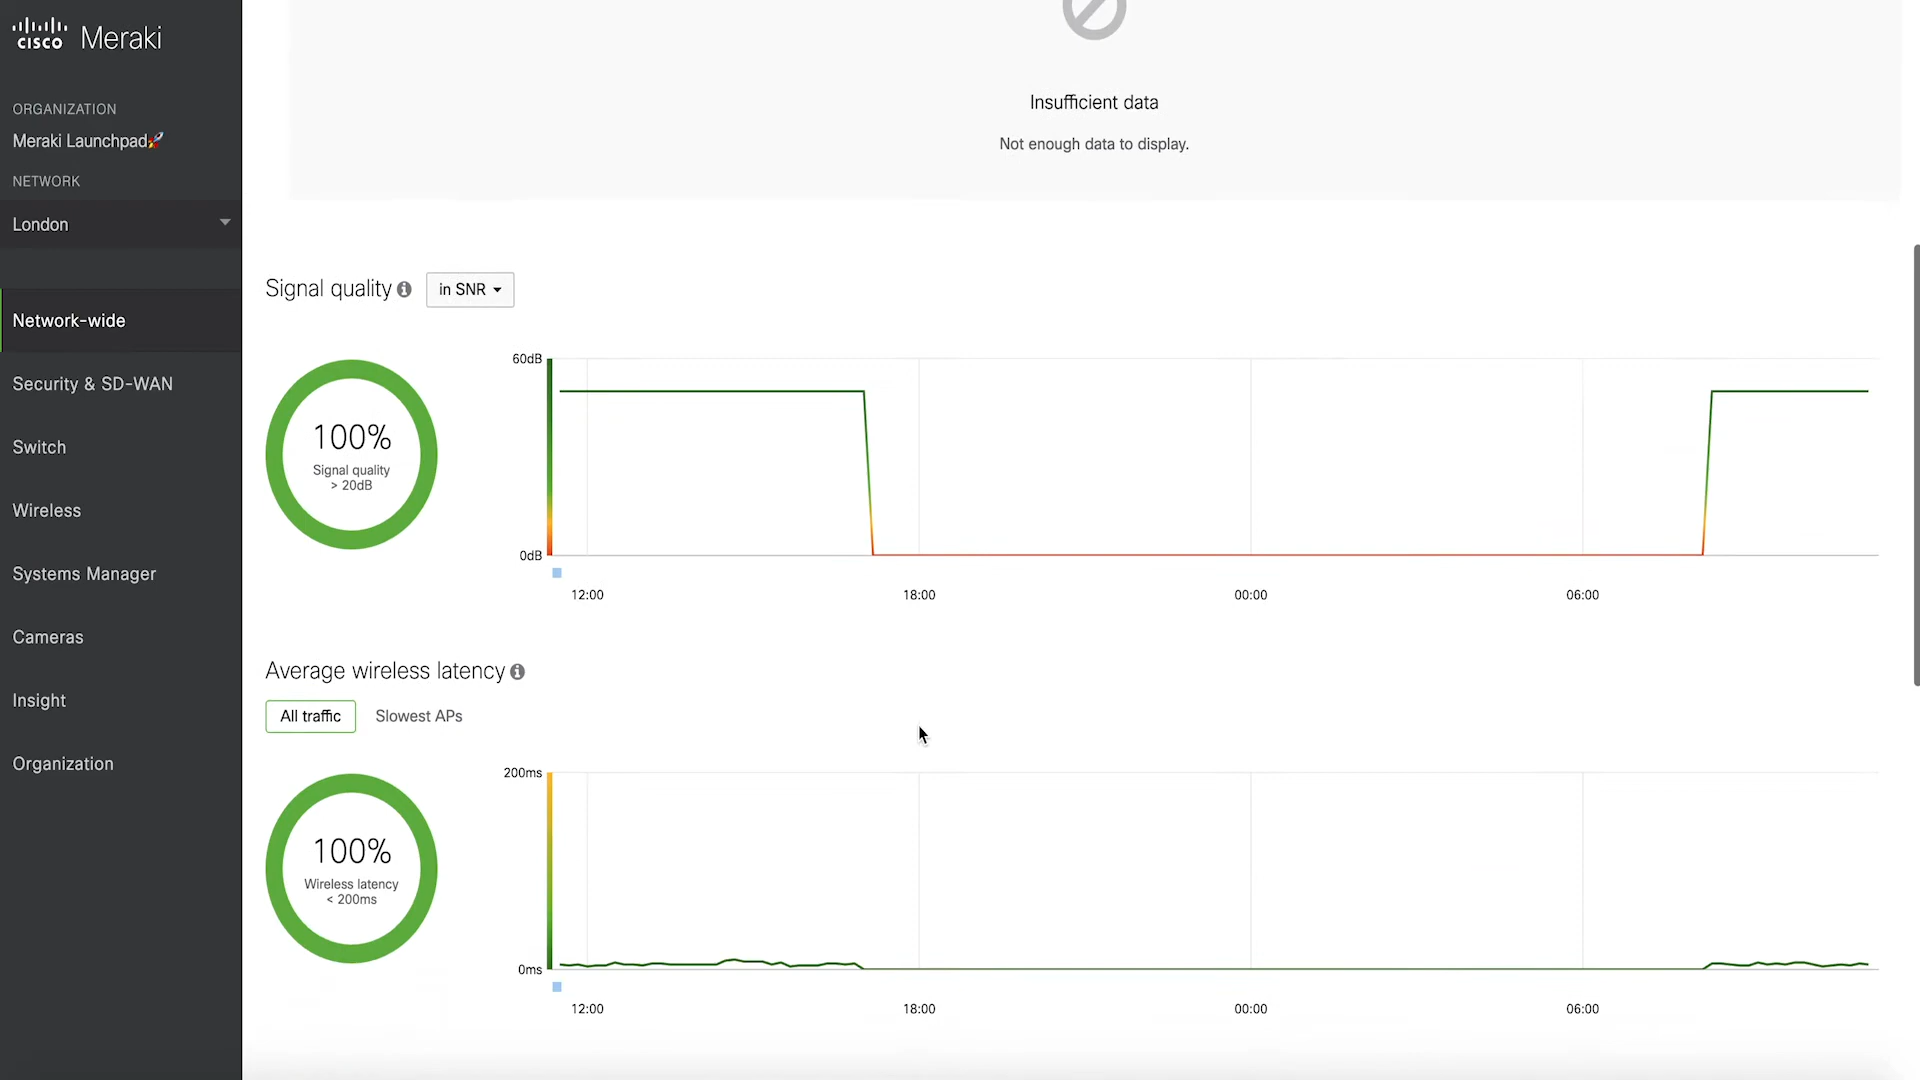 cisco Meraki
ORGANIZATION
Meraki Launchpad🚀
NETWORK
London
Network-wide
Security & SD-WAN
Switch
Wireless
Systems Manager
Cameras
Insight
Organization
Insufficient data
Not enough data to display.
Signal quality in SNR
100%
Signal quality
> 20dB
60dB
0dB
12:00 18:00 00:00 06:00
Average wireless latency
All traffic Slowest APs
100%
Wireless latency
< 200ms
200ms
0ms
12:00 18:00 00:00 06:00